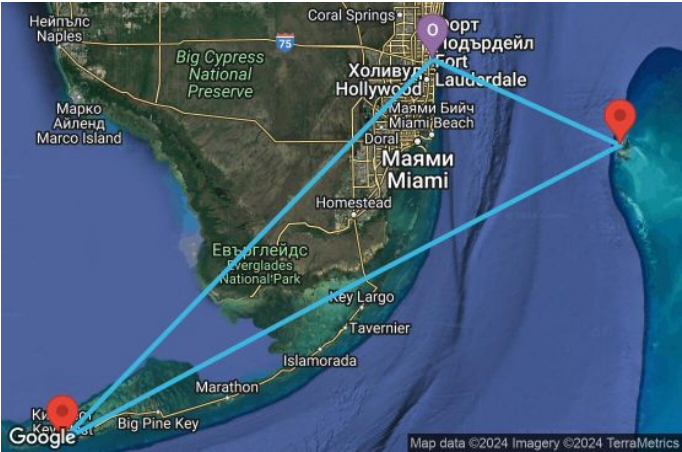 Coral Springs
O
Форт
Нейпълс
Naples
75
Лодърдейл
Fort
Lauderdale
Big Cypress
National
Preserve
Холивуд
Hollywood
Марко
Айленд
Marco Island
Маями Бийч
Miami Beach
Doral
Маями
Miami
Homestead
Евърглейдс
Everglades
National Park
Key Largo
Tavernier
Islamorada
Marathon
Big Pine Key
Google
Map data ©2024 Imagery ©2024 TerraMetrics